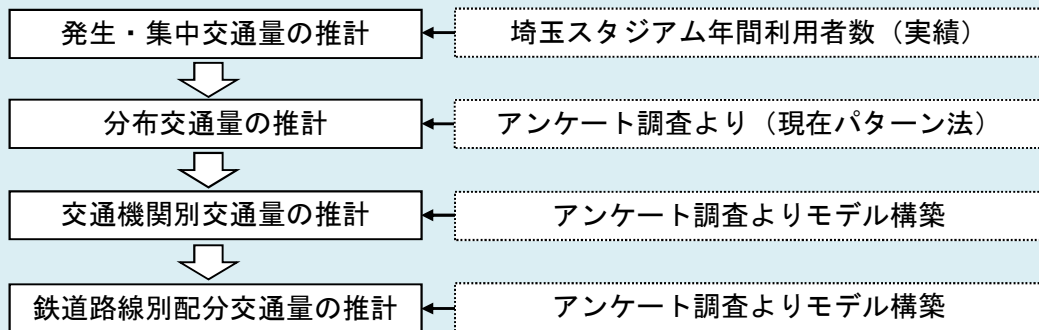 発生・集中交通量の推計
埼玉スタジアム年間利用者数（実績）
分布交通量の推計
アンケート調査より（現在パターン法）
交通機関別交通量の推計
アンケート調査よりモデル構築
鉄道路線別配分交通量の推計
アンケート調査よりモデル構築